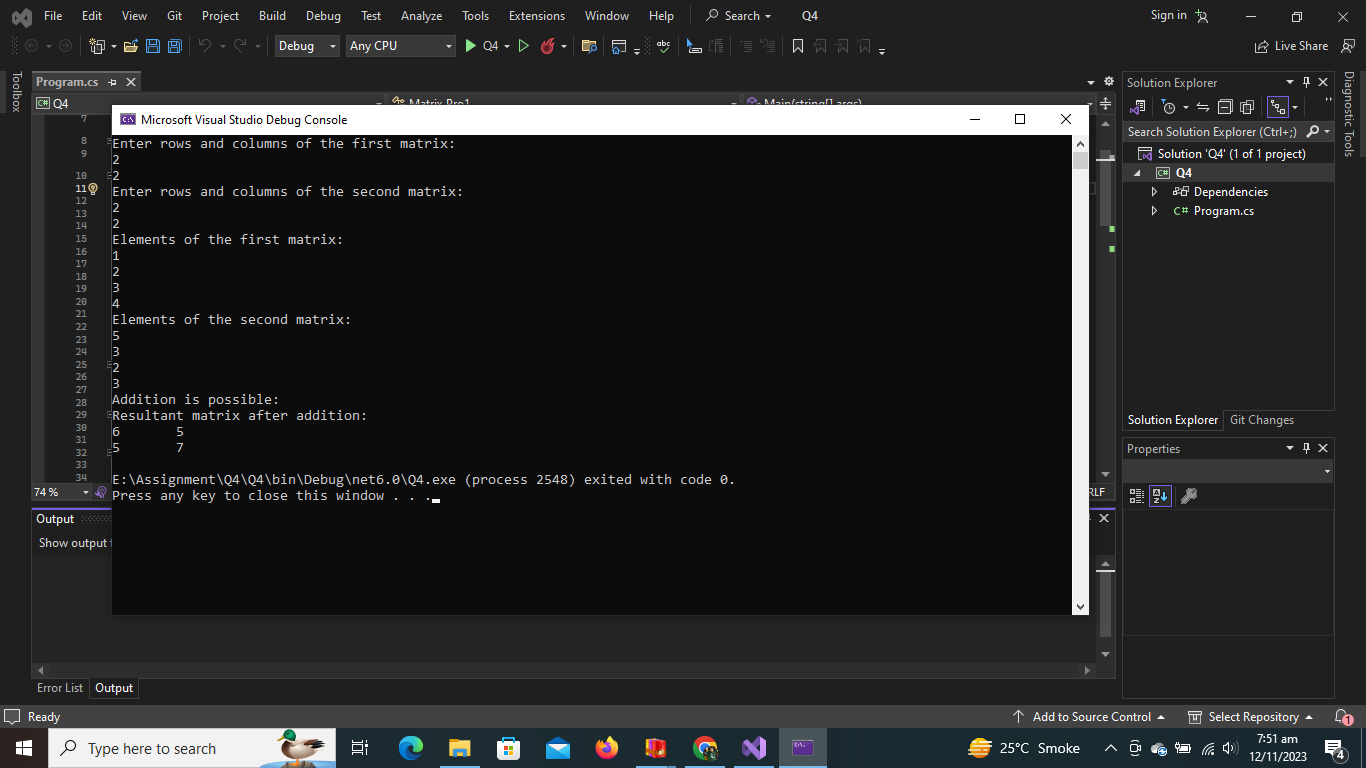 File Edit View Git Project Build Debug Test Analyze Tools Extensions Window Help Search Q4 Sign in
Debug Any CPU Q4 Live Share
Toolbox
Program.cs
Q4 Matrix_Pro1 Main(string[] args)
7
8
9
10
11
12
13
14
15
16
17
18
19
20
21
22
23
24
25
26
27
28
29
30
31
32
33
34
74 %
Microsoft Visual Studio Debug Console
Enter rows and columns of the first matrix:
2
2
Enter rows and columns of the second matrix:
2
2
Elements of the first matrix:
1
2
3
4
Elements of the second matrix:
5
3
2
3
Addition is possible:
Resultant matrix after addition:
6 5
5 7
E:\Assignment\Q4\Q4\bin\Debug\net6.0\Q4.exe (process 2548) exited with code 0.
Press any key to close this window . . .
RLF
Output
Show output
Error List Output
Solution Explorer
Search Solution Explorer (Ctrl+;)
Solution 'Q4' (1 of 1 project)
Q4
Dependencies
Program.cs
Solution Explorer Git Changes
Properties
Diagnostic Tools
Ready Add to Source Control Select Repository 1
Type here to search 25°C Smoke 7:51 am
12/11/2023 4